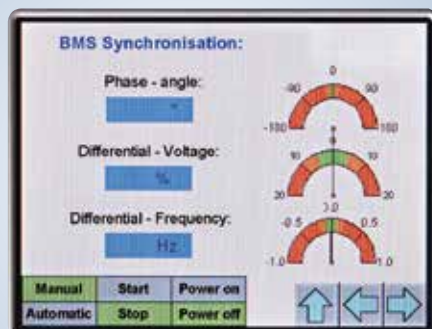 BMS Synchronisation:
Phase - angle:
°
Differential - Voltage:
%
Differential - Frequency:
Hz
0
-90 90
-180 180
0
10 10
20 20
0.0
-0.5 0.5
-1.0 1.0
Manual Start Power on
Automatic Stop Power off